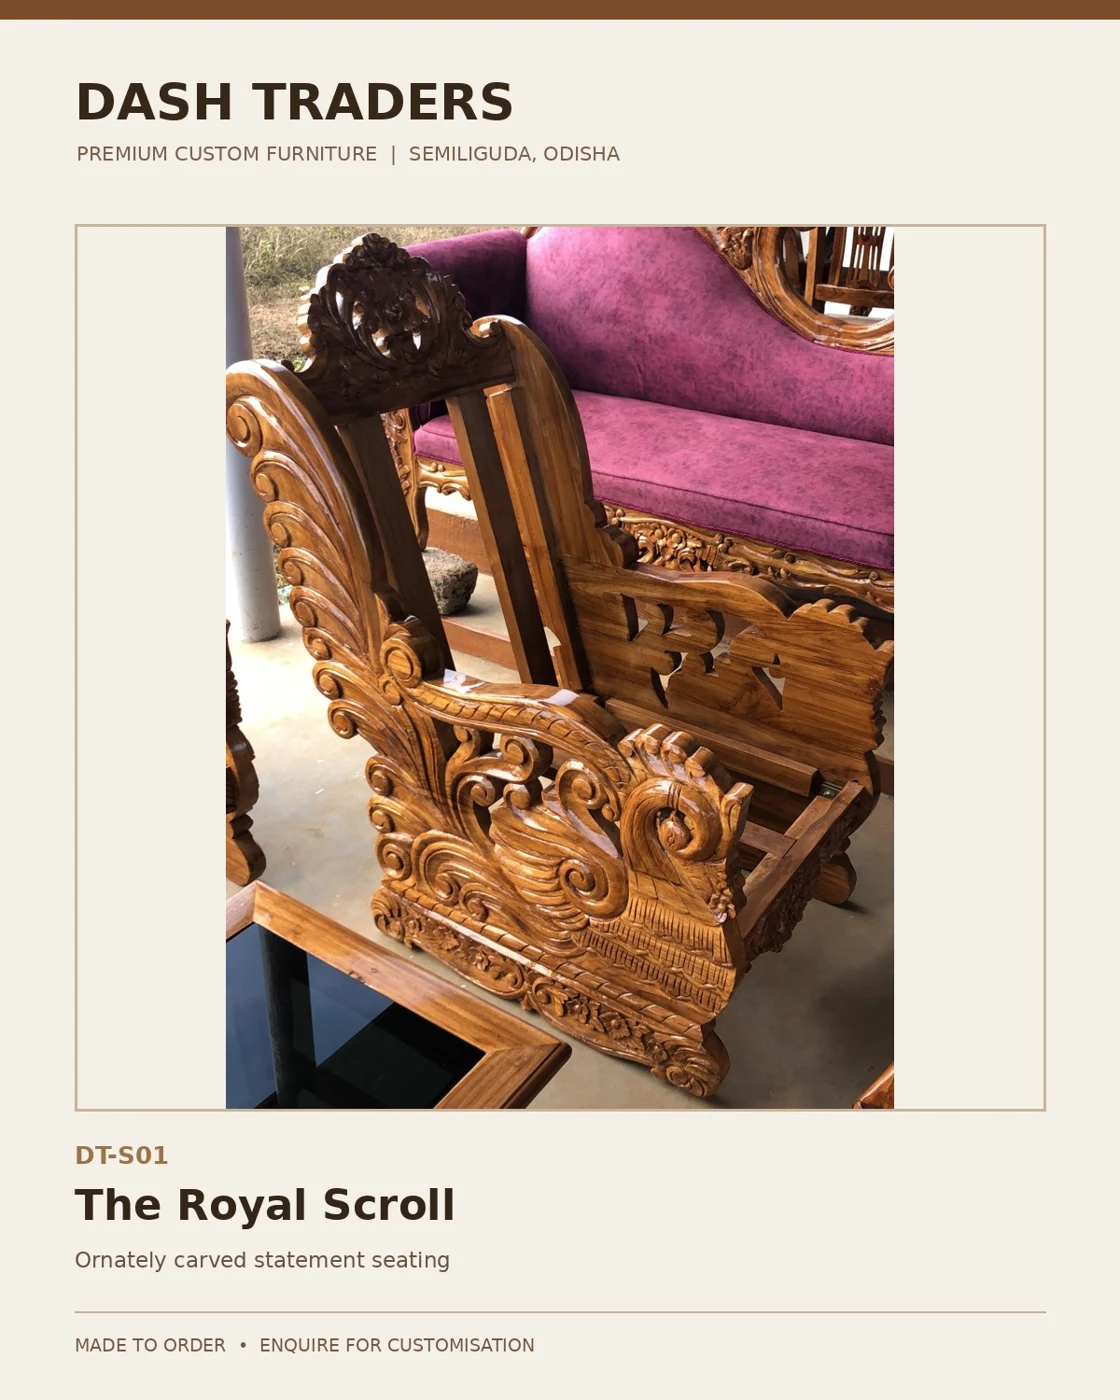 DASH TRADERS
PREMIUM CUSTOM FURNITURE | SEMILIGUDA, ODISHA
DT-S01
The Royal Scroll
Ornately carved statement seating
MADE TO ORDER • ENQUIRE FOR CUSTOMISATION